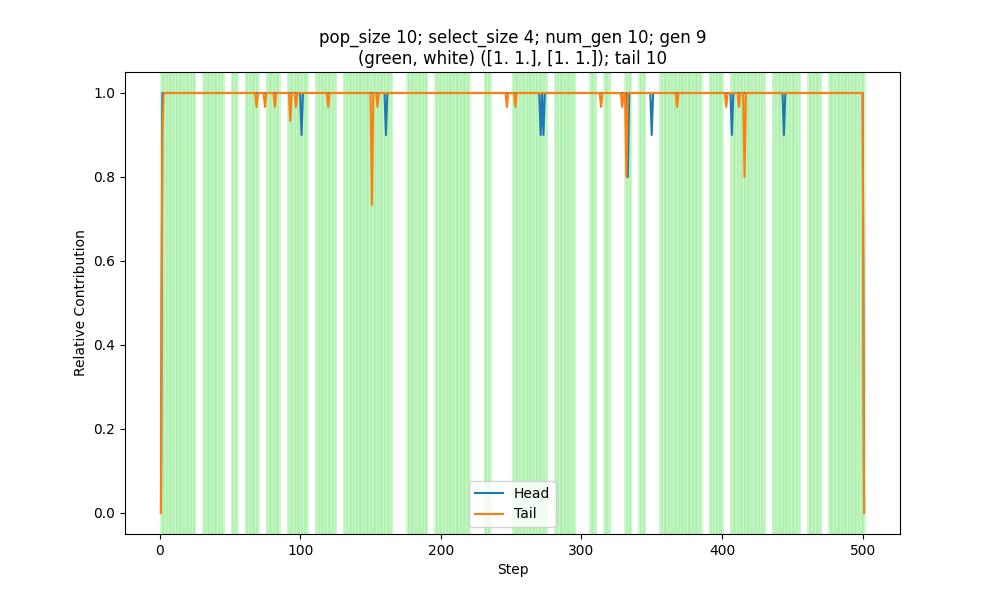 pop_size 10; select_size 4; num_gen 10; gen 9
(green, white) ([1. 1.], [1. 1.]); tail 10
1.0
0.8
0.6
0.4
0.2
0.0
Relative Contribution
Head
Tail
0 100 200 300 400 500
Step